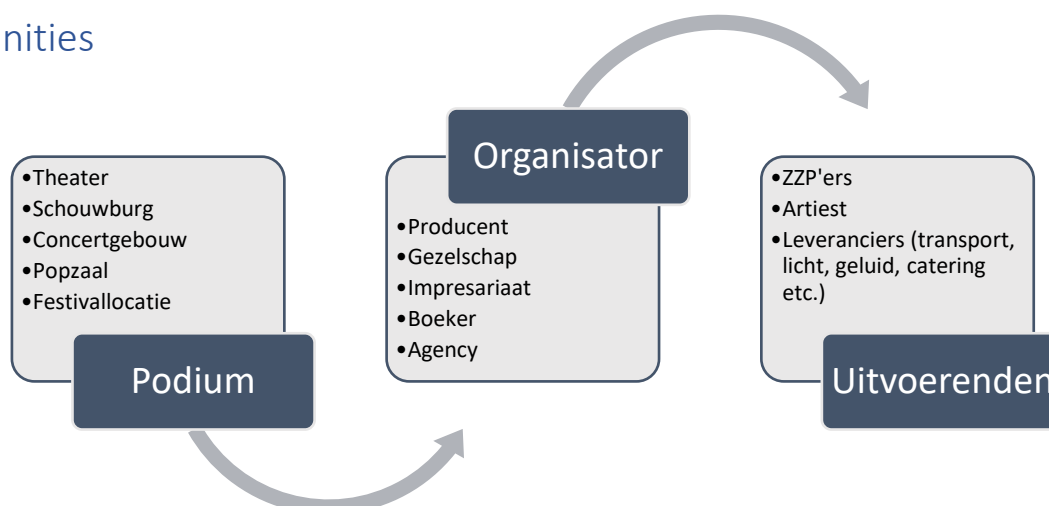 nities
•Theater
•Schouwburg
•Concertgebouw
•Popzaal
•Festivallocatie
Podium
Organisator
•Producent
•Gezelschap
•Impresariaat
•Boeker
•Agency
•ZZP'ers
•Artiest
•Leveranciers (transport,
licht, geluid, catering
etc.)
Uitvoerenden